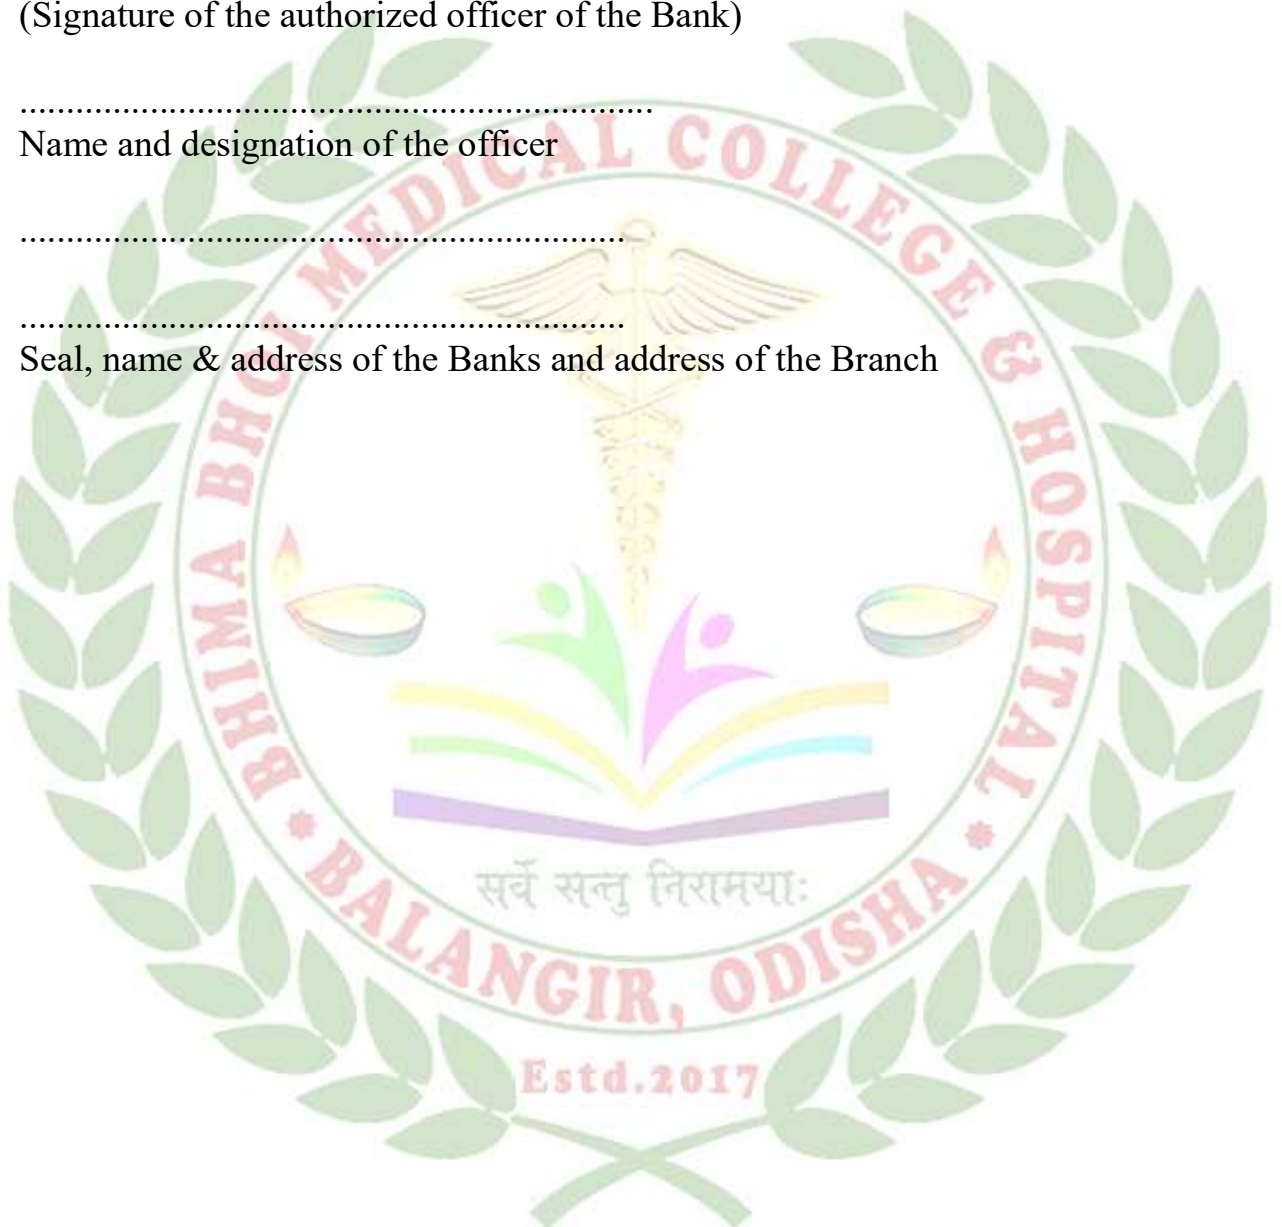 (Signature of the authorized officer of the Bank)
....................................................................
Name and designation of the officer
.................................................................
.................................................................
Seal, name & address of the Banks and address of the Branch
BHIMA BHOI MEDICAL COLLEGE & HOSPITAL
* BALANGIR, ODISHA *
सर्वे सन्तु निरामयाः
Estd.2017